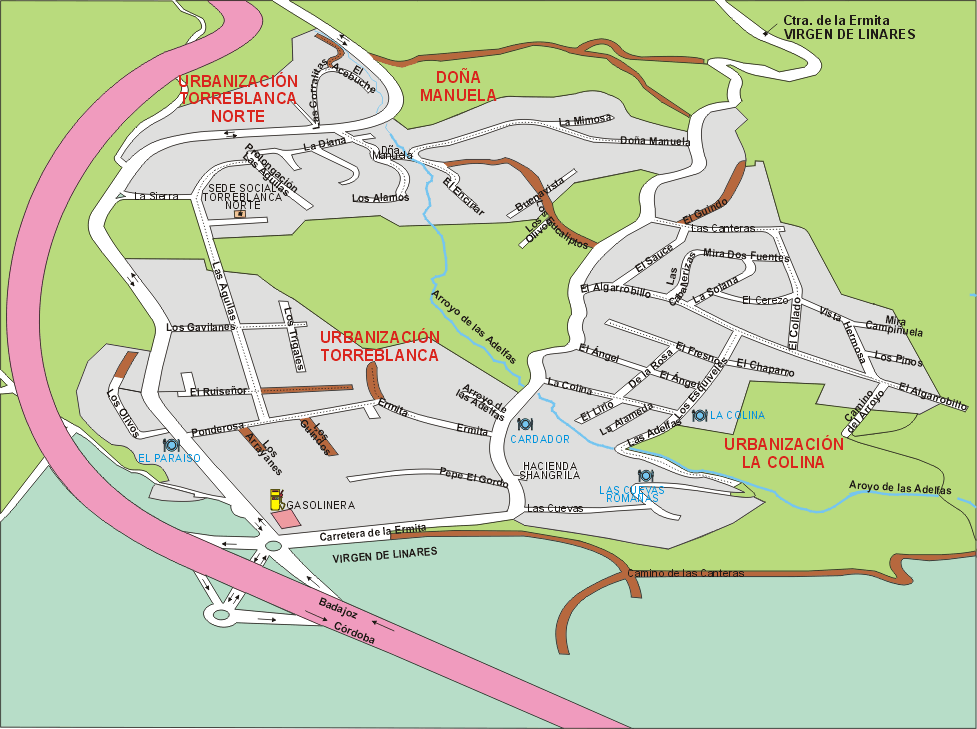 Ctra. de la Ermita
VIRGEN DE LINARES
URBANIZACIÓN
TORREBLANCA
NORTE
Las Corralitas
El
Acebuche
DOÑA
MANUELA
La Mimosa
Doña Manuela
La Diana
Dña
Manuela
Prolongación
Las Aguilas
La Sierra
SEDE SOCIAL
TORREBLANCA
NORTE
Los Alamos
El Encinar
Buenavista
Los
Olivos
Los Eucaliptos
El Guindo
Las Canteras
El Sauce
Las
Caballerizas
Mira Dos Fuentes
El Algarrobillo
La Solana
El Cerezo
El Collado
Vista Hermosa
Mira
Campiñuela
Los Pinos
El Algarrobillo
Camino
del Arroyo
Las Aguilas
Los Gavilanes
Los Trigales
URBANIZACIÓN
TORREBLANCA
Arroyo de las Adelfas
El Ángel
De la Rosa
El Fresno
El Ángel
El Chaparro
Los Esquiveles
La Colina
El Lirio
La Alameda
Las Adelfas
LA COLINA
El Ruiseñor
Los Olivos
Ponderosa
Ermita
Arroyo de
las Adelfas
Ermita
Los
Arrayanes
Los
Guindos
EL PARAISO
CARDADOR
URBANIZACIÓN
LA COLINA
HACIENDA
SHANGRILA
Pepe El Gordo
LAS CUEVAS
ROMANAS
Aroyo de las Adelfas
GASOLINERA
Las Cuevas
Carretera de la Ermita
VIRGEN DE LINARES
Camino de las Canteras
Badajoz
Córdoba